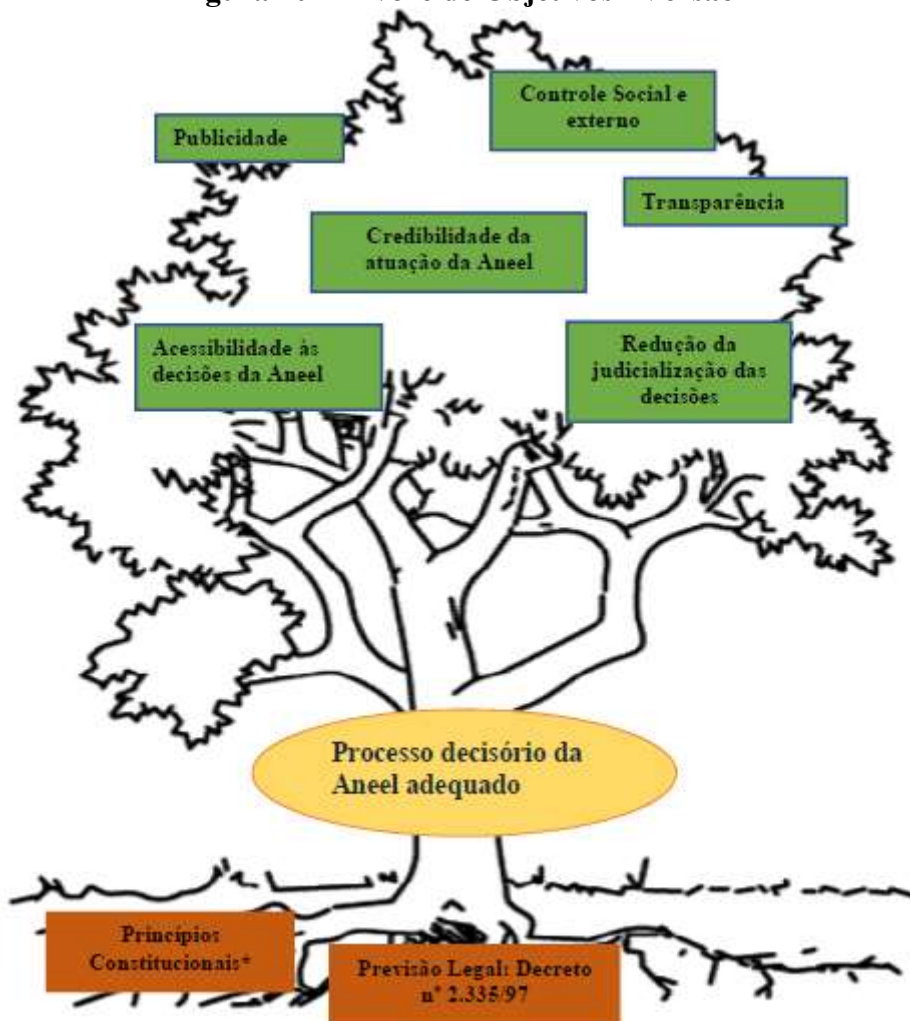 Controle Social e
externo
Publicidade
Transparência
Credibilidade da
atuação da Aneel
Acessibilidade às
decisões da Aneel
Redução da
judicialização das
decisões
Processo decisório da
Aneel adequado
Princípios
Constitucionais*
Previsão Legal: Decreto
nº 2.335/97